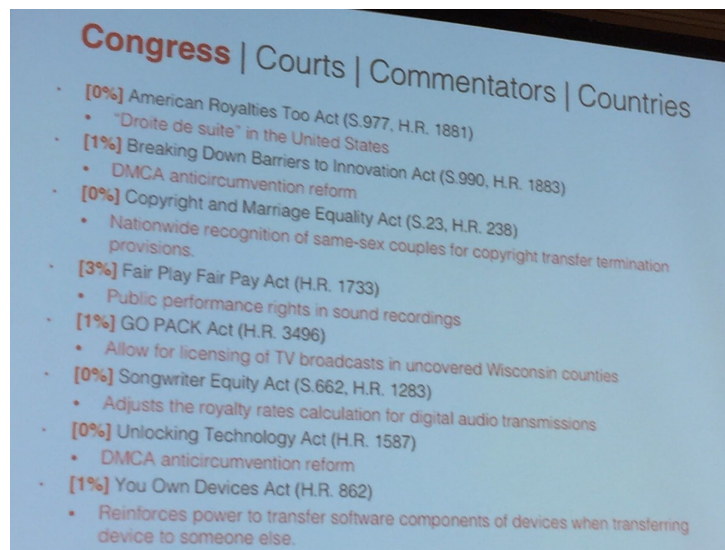 Congress | Courts | Commentators | Countries
• [0%] American Royalties Too Act (S.977, H.R. 1881)
• "Droite de suite" in the United States
• [1%] Breaking Down Barriers to Innovation Act (S.990, H.R. 1883)
• DMCA anticircumvention reform
• [0%] Copyright and Marriage Equality Act (S.23, H.R. 238)
• Nationwide recognition of same-sex couples for copyright transfer termination
provisions.
• [3%] Fair Play Fair Pay Act (H.R. 1733)
• Public performance rights in sound recordings
• [1%] GO PACK Act (H.R. 3496)
• Allow for licensing of TV broadcasts in uncovered Wisconsin counties
• [0%] Songwriter Equity Act (S.662, H.R. 1283)
• Adjusts the royalty rates calculation for digital audio transmissions
• [0%] Unlocking Technology Act (H.R. 1587)
• DMCA anticircumvention reform
• [1%] You Own Devices Act (H.R. 862)
• Reinforces power to transfer software components of devices when transferring
device to someone else.